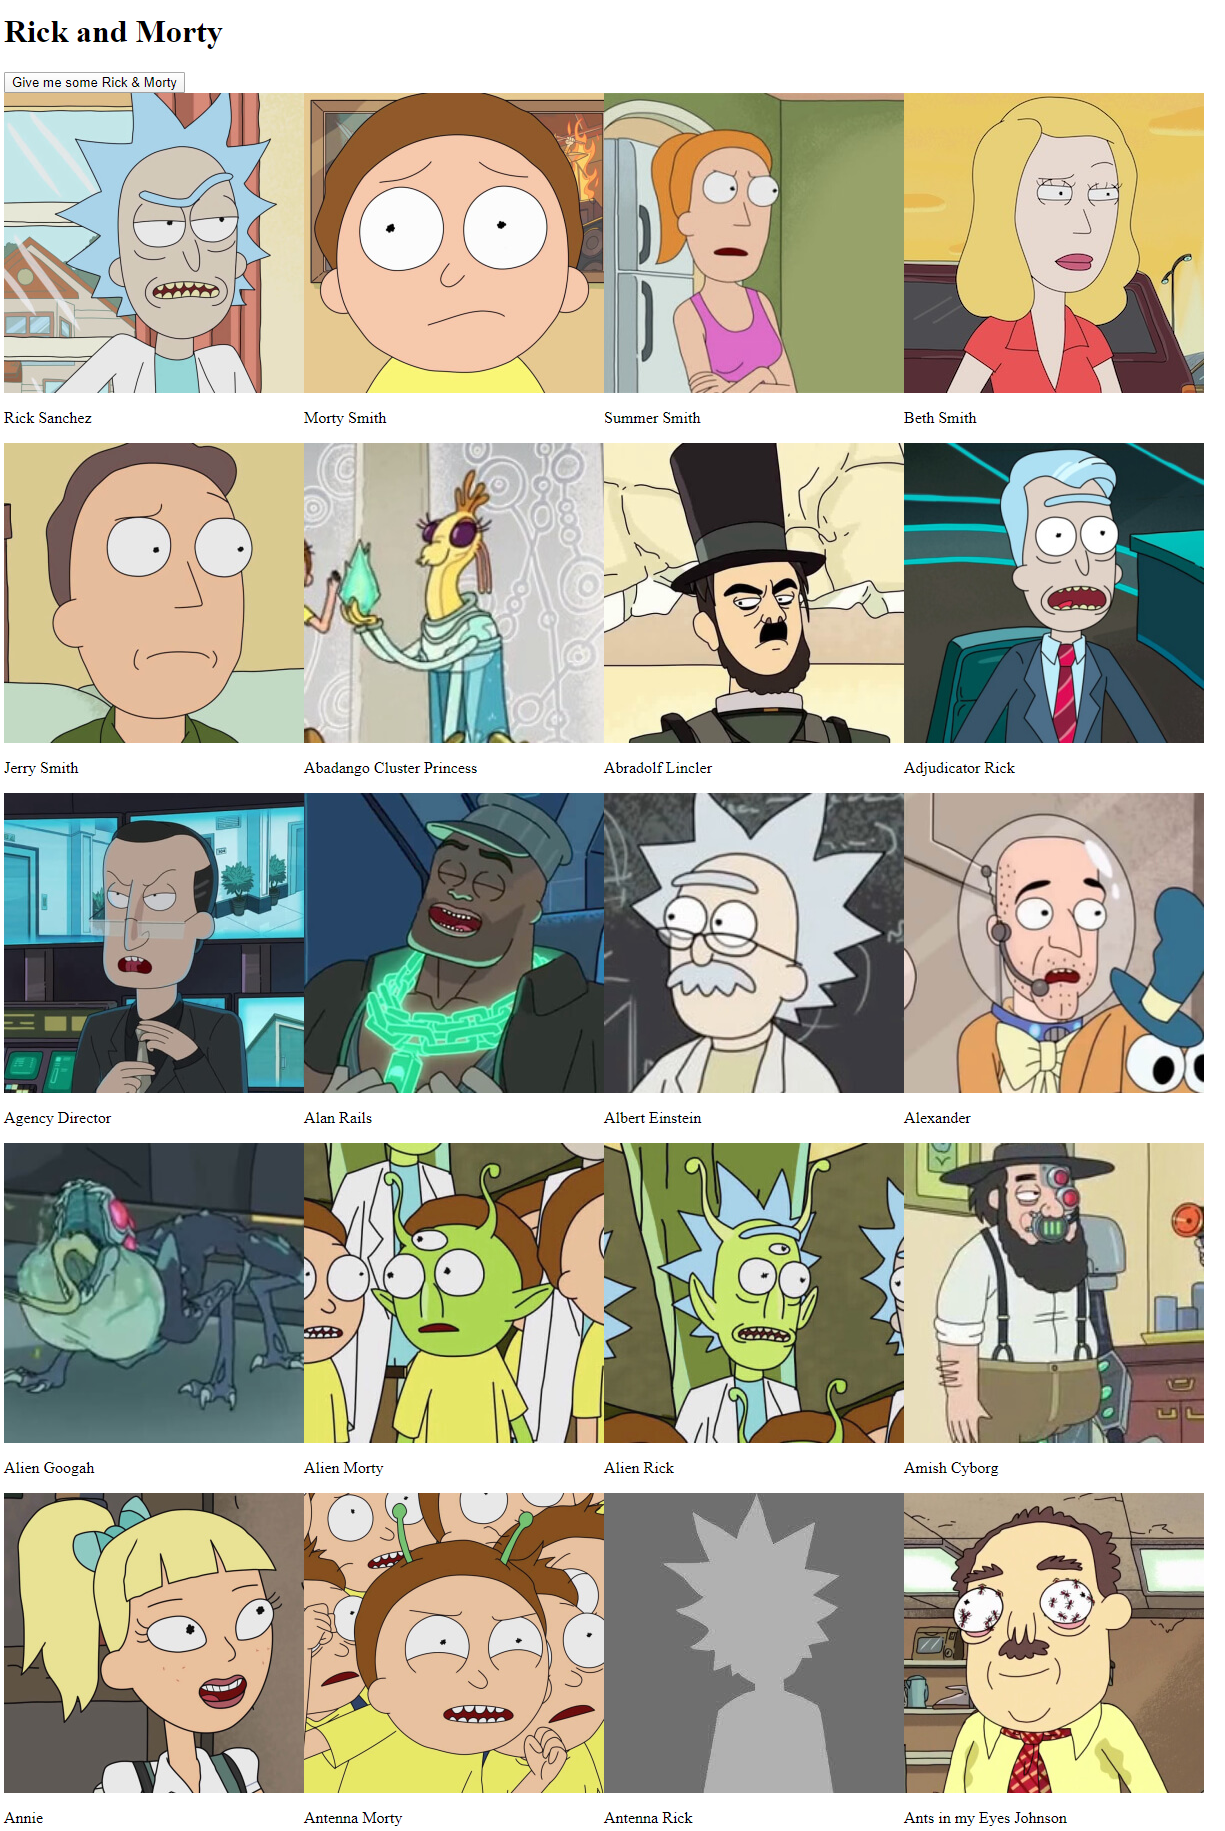 Rick and Morty
Give me some Rick & Morty
Rick Sanchez
Morty Smith
Summer Smith
Beth Smith
Jerry Smith
Abadango Cluster Princess
Abradolf Lincler
Adjudicator Rick
Agency Director
Alan Rails
Albert Einstein
Alexander
Alien Googah
Alien Morty
Alien Rick
Amish Cyborg
Annie
Antenna Morty
Antenna Rick
Ants in my Eyes Johnson